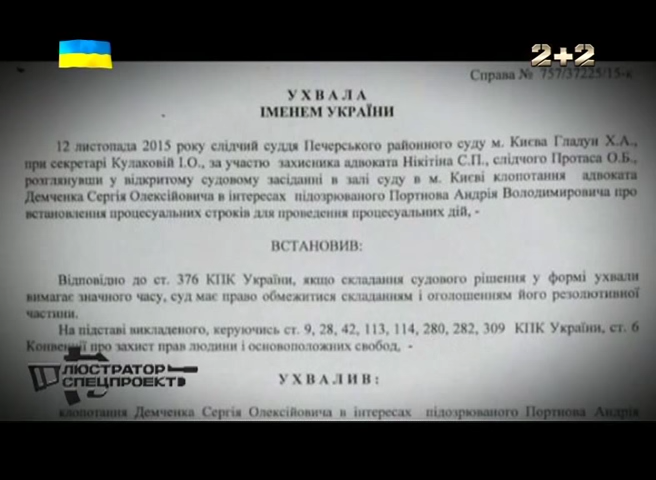 2+2
Справа № 757/37225/15-к
УХВАЛА
ІМЕНЕМ УКРАЇНИ
12 листопада 2015 року слідчий суддя Печерського районного суду м. Києва Гладун Х.А.,
при секретарі Кулаковій І.О., за участю захисника адвоката Нікітіна С.П., слідчого Протаса О.Б.,
розглянувши у відкритому судовому засіданні в залі суду в м. Києві клопотання адвоката
Демченка Сергія Олексійовича в інтересах підозрюваного Портнова Андрія Володимировича про
встановлення процесуальних строків для проведення процесуальних дій, -
ВСТАНОВИВ:
Відповідно до ст. 376 КПК України, якщо складання судового рішення у формі ухвали
вимагає значного часу, суд має право обмежитися складанням і оголошенням його резолютивної
частини.
На підставі викладеного, керуючись ст. 9, 28, 42, 113, 114, 280, 282, 309 КПК України, ст. 6
Конвенції про захист прав людини і основоположних свобод, -
ЛЮСТРАТОР
СПЕЦПРОЕКТ
УХВАЛИВ:
клопотання Демченка Сергія Олексійовича в інтересах підозрюваного Портнова Андрія